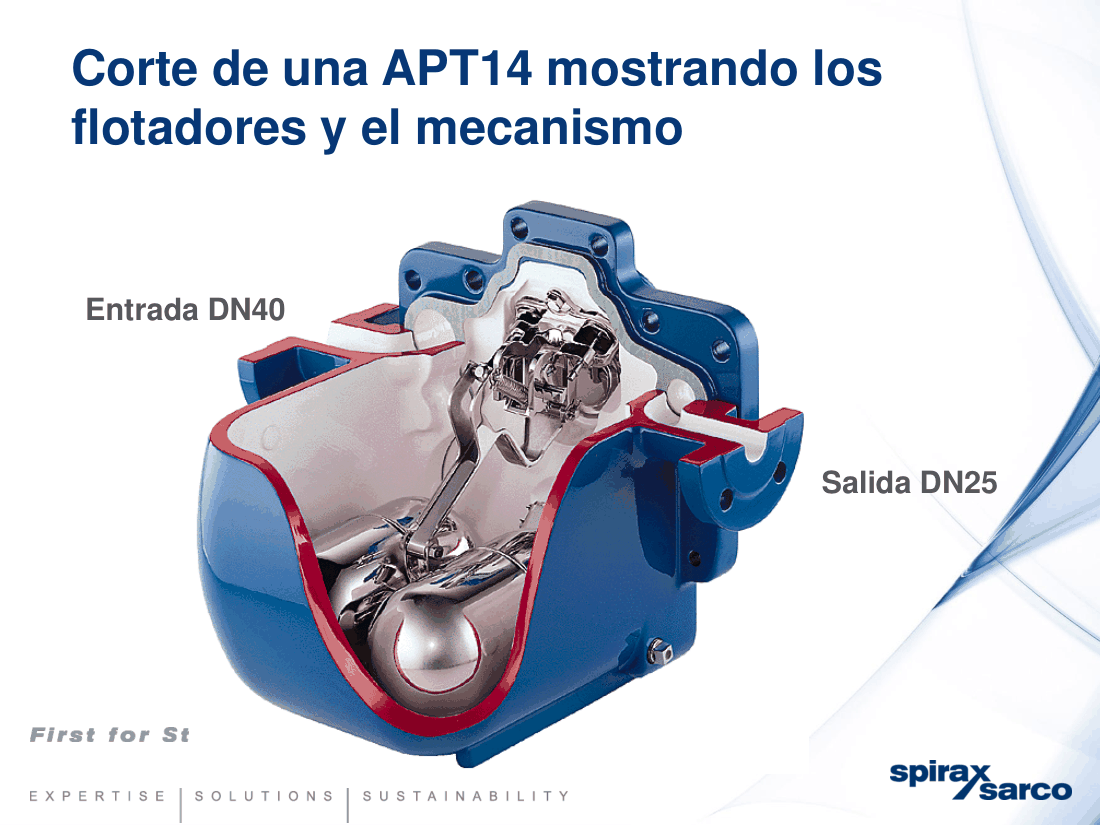 Corte de una APT14 mostrando los
flotadores y el mecanismo
Entrada DN40
Salida DN25
First for St
EXPERTISE | SOLUTIONS | SUSTAINABILITY
spirax
sarco